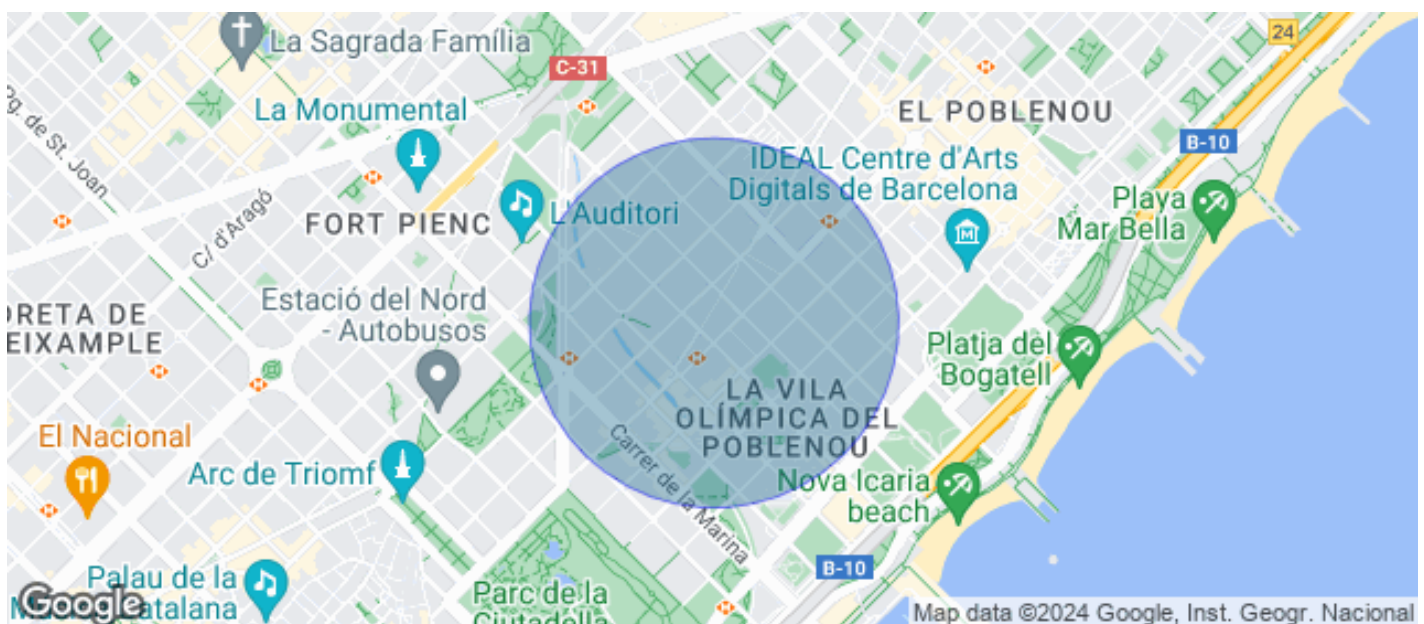 La Sagrada Família
24
C-31
La Monumental
EL POBLENOU
Pg. de St. Joan
B-10
IDEAL Centre d'Arts
Digitals de Barcelona
Playa
Mar Bella
L'Auditori
FORT PIENC
C/ d'Aragó
Estació del Nord
- Autobusos
DRETA DE
EIXAMPLE
Platja del
Bogatell
LA VILA
OLÍMPICA DEL
POBLENOU
El Nacional
Arc de Triomf
Carrer de la Marina
Nova Icaria
beach
B-10
Palau de la
Catalana
Parc de la
Ciutadella
Google
Map data ©2024 Google, Inst. Geogr. Nacional